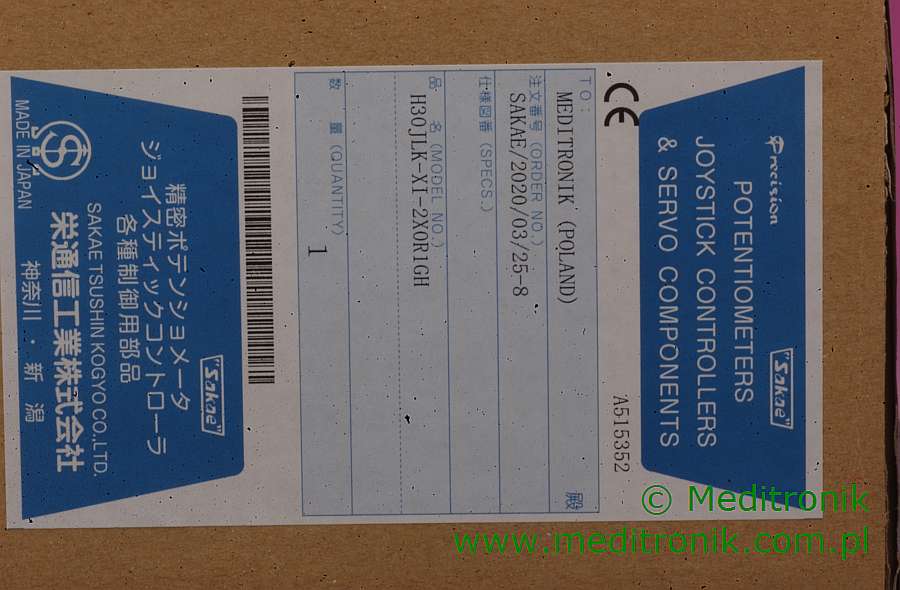 Precision
"Sakae"
POTENTIOMETERS
JOYSTICK CONTROLLERS
& SERVO COMPONENTS
CE
A515352
TO:
MEDITRONIK (POLAND)
殿
注文番号 (ORDER NO.)
SAKAE/2020/03/25-8
仕様図番 (SPECS.)
品 名 (MODEL NO.)
H30JLK-XI-2X0R1GH
数 量 (QUANTITY)
1
"Sakae"
精密ポテンショメータ
ジョイスティックコントローラ
各種制御用部品
SAKAE TSUSHIN KOGYO CO.,LTD.
栄通信工業株式会社
神奈川・新潟
MADE IN JAPAN
© Meditronik
www.meditronik.com.pl